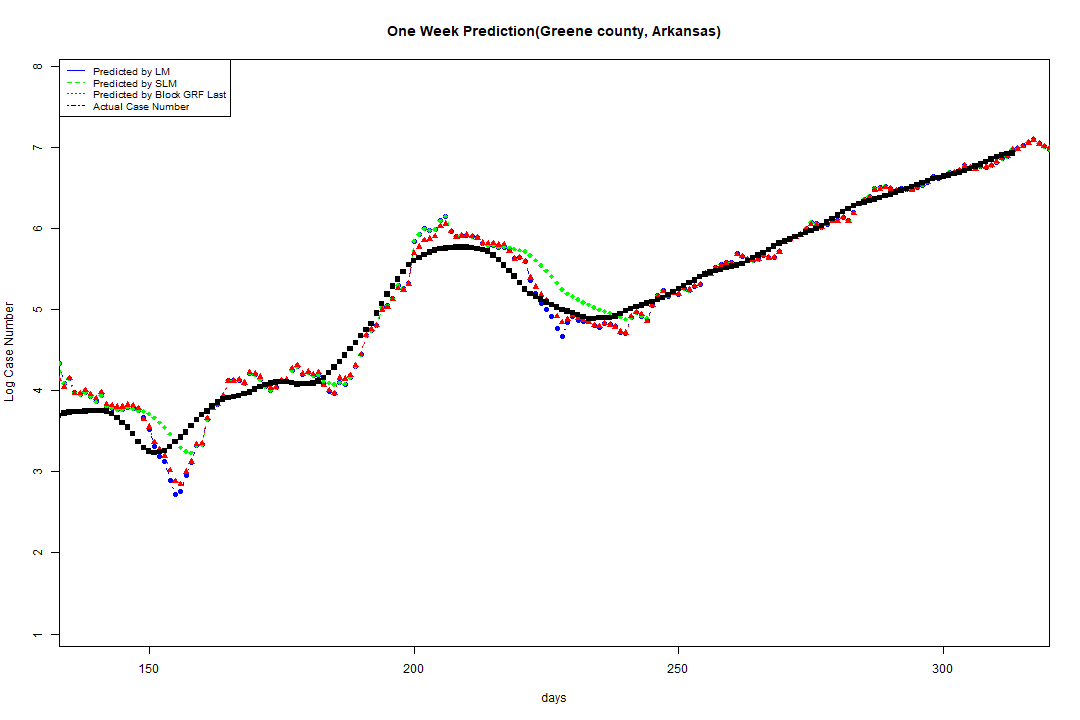 One Week Prediction(Greene county, Arkansas)
Predicted by LM
Predicted by SLM
Predicted by Block GRF Last
Actual Case Number
8
7
6
5
4
3
2
1
Log Case Number
150 200 250 300
days